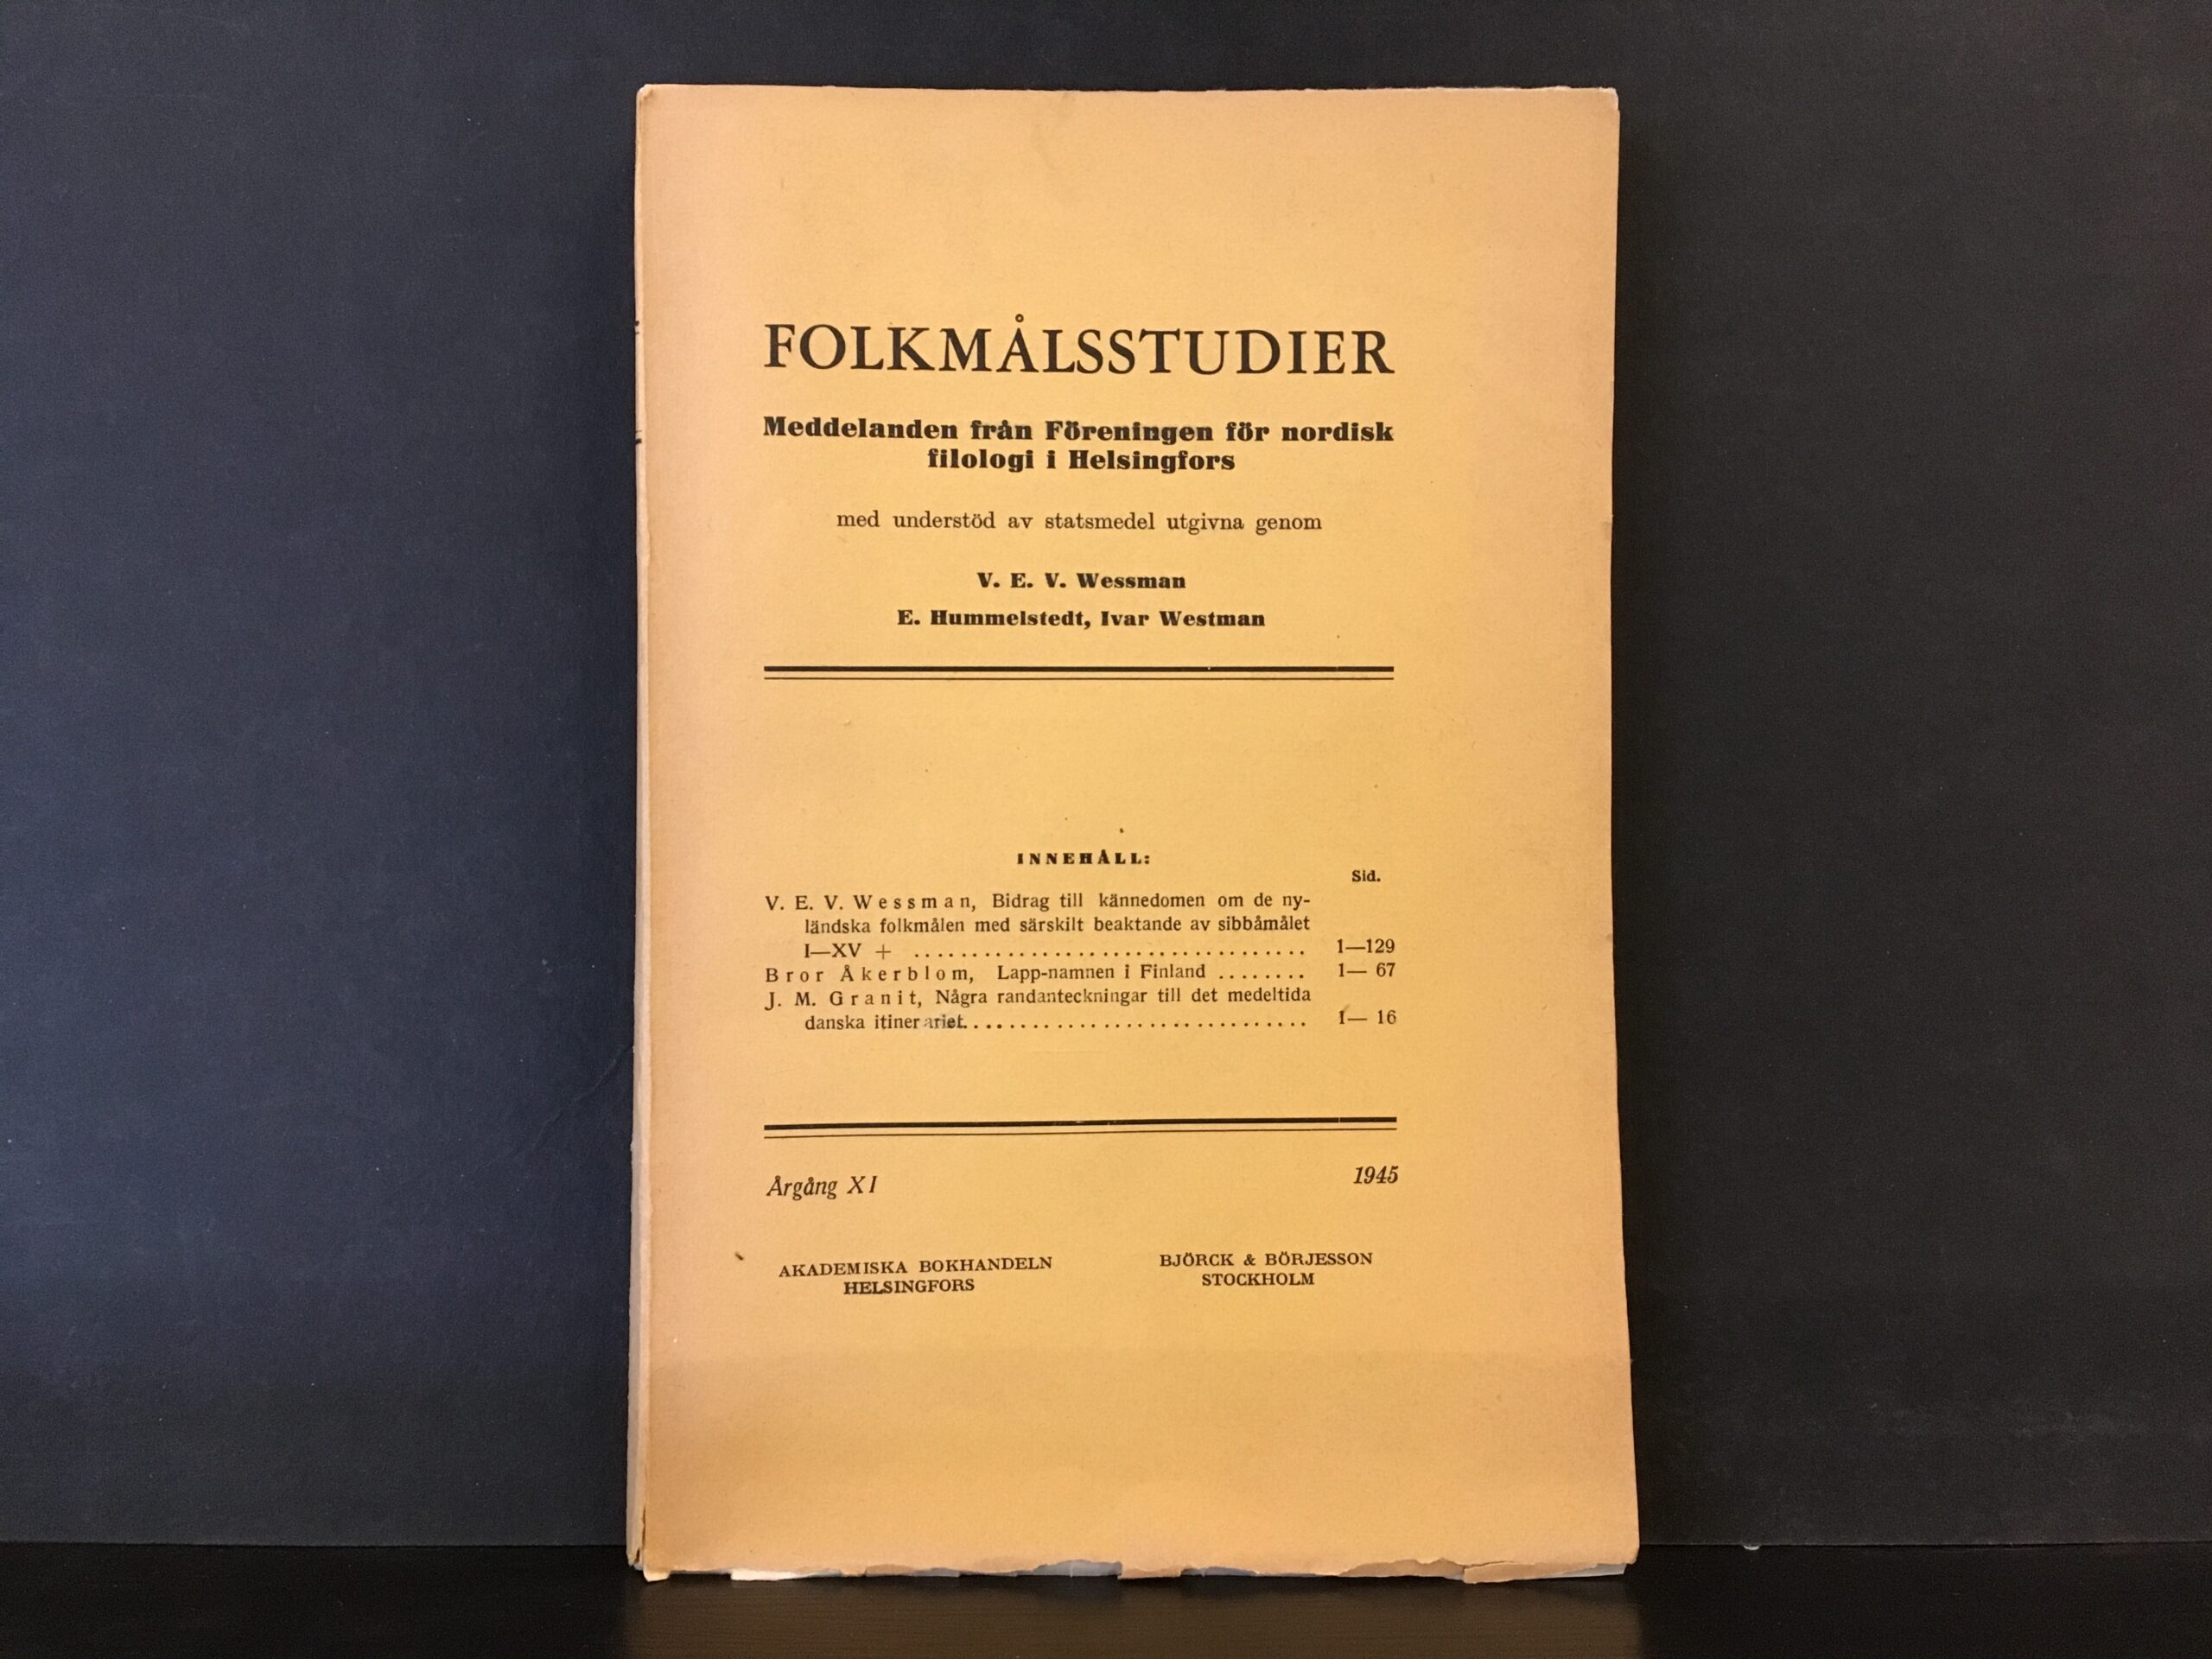 FOLKMÅLSSTUDIER
Meddelanden från Föreningen för nordisk
filologi i Helsingfors
med understöd av statsmedel utgivna genom
V. E. V. Wessman
E. Hummelstedt, Ivar Westman
INNEHÅLL:
Sid.
V. E. V. Wessman, Bidrag till kännedomen om de ny-
ländska folkmålen med särskilt beaktande av sibbåmålet
I—XV + .................................. 1—129
Bror Åkerblom, Lapp-namnen i Finland ........ 1— 67
J. M. Granit, Några randanteckningar till det medeltida
danska itinerariet.............................. 1— 16
Årgång XI
1945
AKADEMISKA BOKHANDELN
HELSINGFORS
BJÖRCK & BÖRJESSON
STOCKHOLM